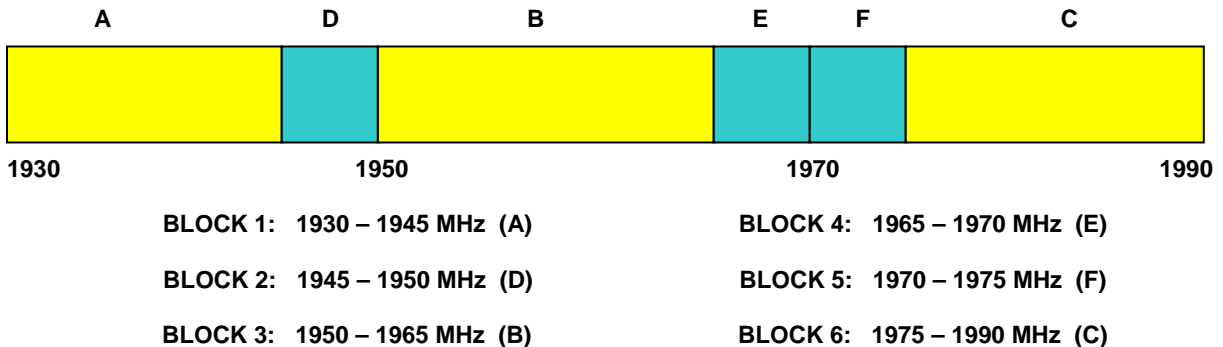 A D B E F C
1930 1950 1970 1990
BLOCK 1: 1930 – 1945 MHz (A) BLOCK 4: 1965 – 1970 MHz (E)
BLOCK 2: 1945 – 1950 MHz (D) BLOCK 5: 1970 – 1975 MHz (F)
BLOCK 3: 1950 – 1965 MHz (B) BLOCK 6: 1975 – 1990 MHz (C)